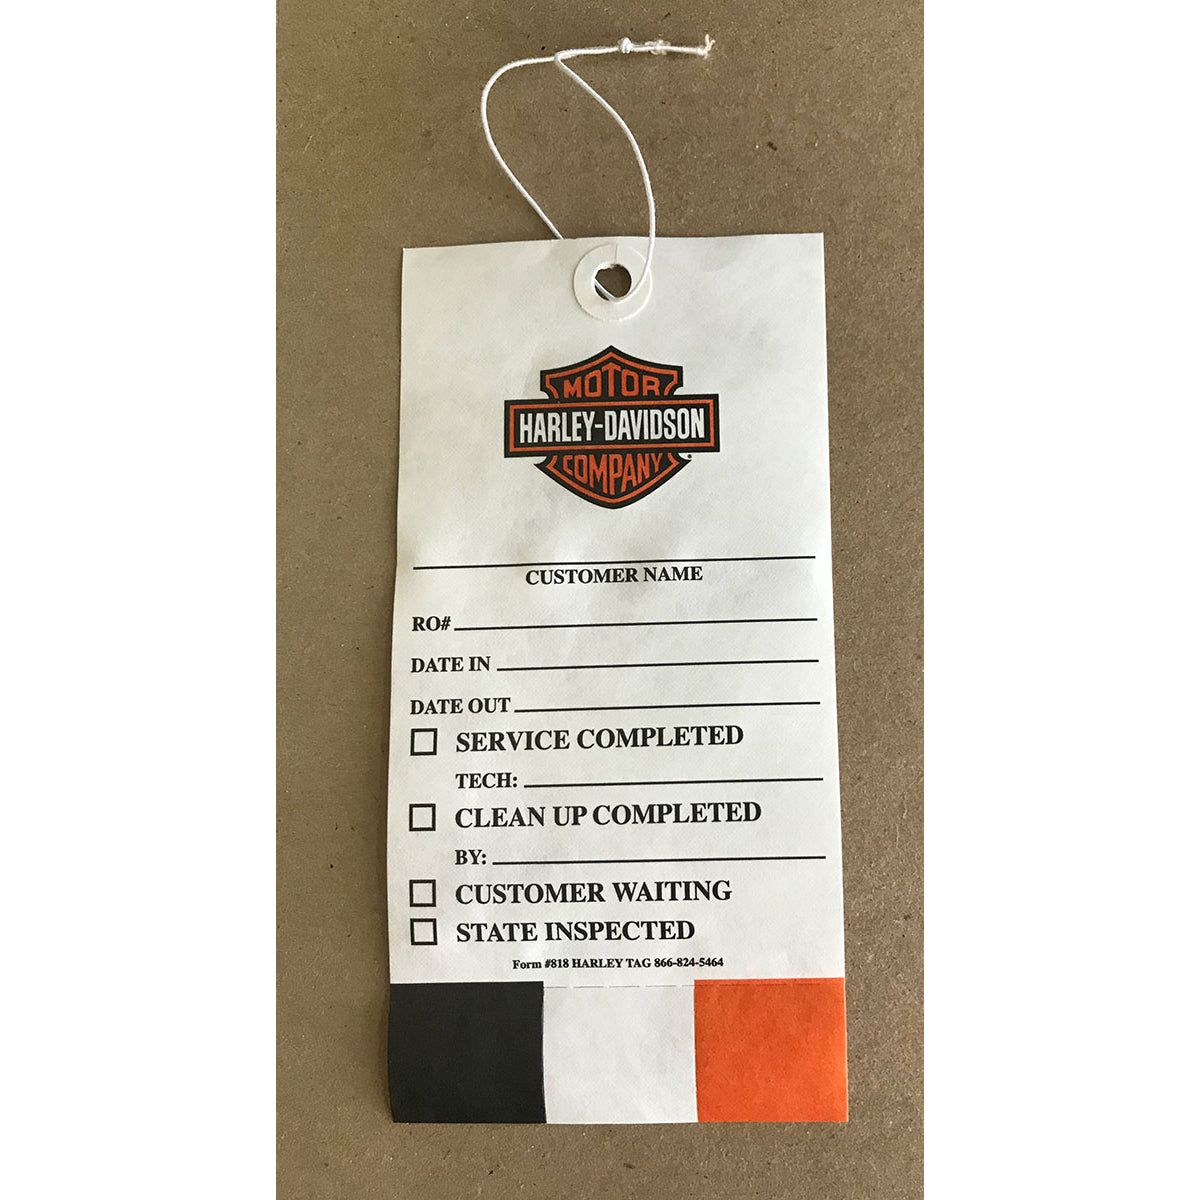 MOTOR
HARLEY-DAVIDSON
COMPANY
CUSTOMER NAME
RO#
DATE IN
DATE OUT
SERVICE COMPLETED
TECH:
CLEAN UP COMPLETED
BY:
CUSTOMER WAITING
STATE INSPECTED
Form #818 HARLEY TAG 866-824-5464